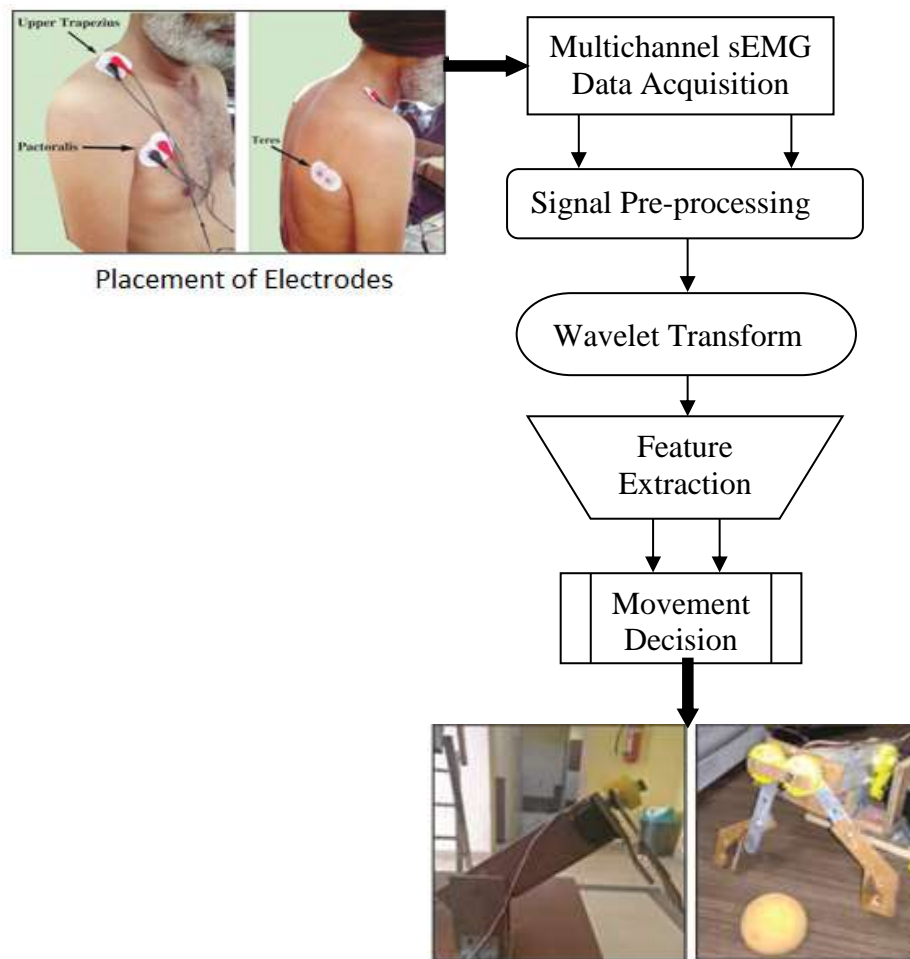 Upper Trapezius
Pactoralis
Teres
Placement of Electrodes
Multichannel sEMG
Data Acquisition
Signal Pre-processing
Wavelet Transform
Feature
Extraction
Movement
Decision